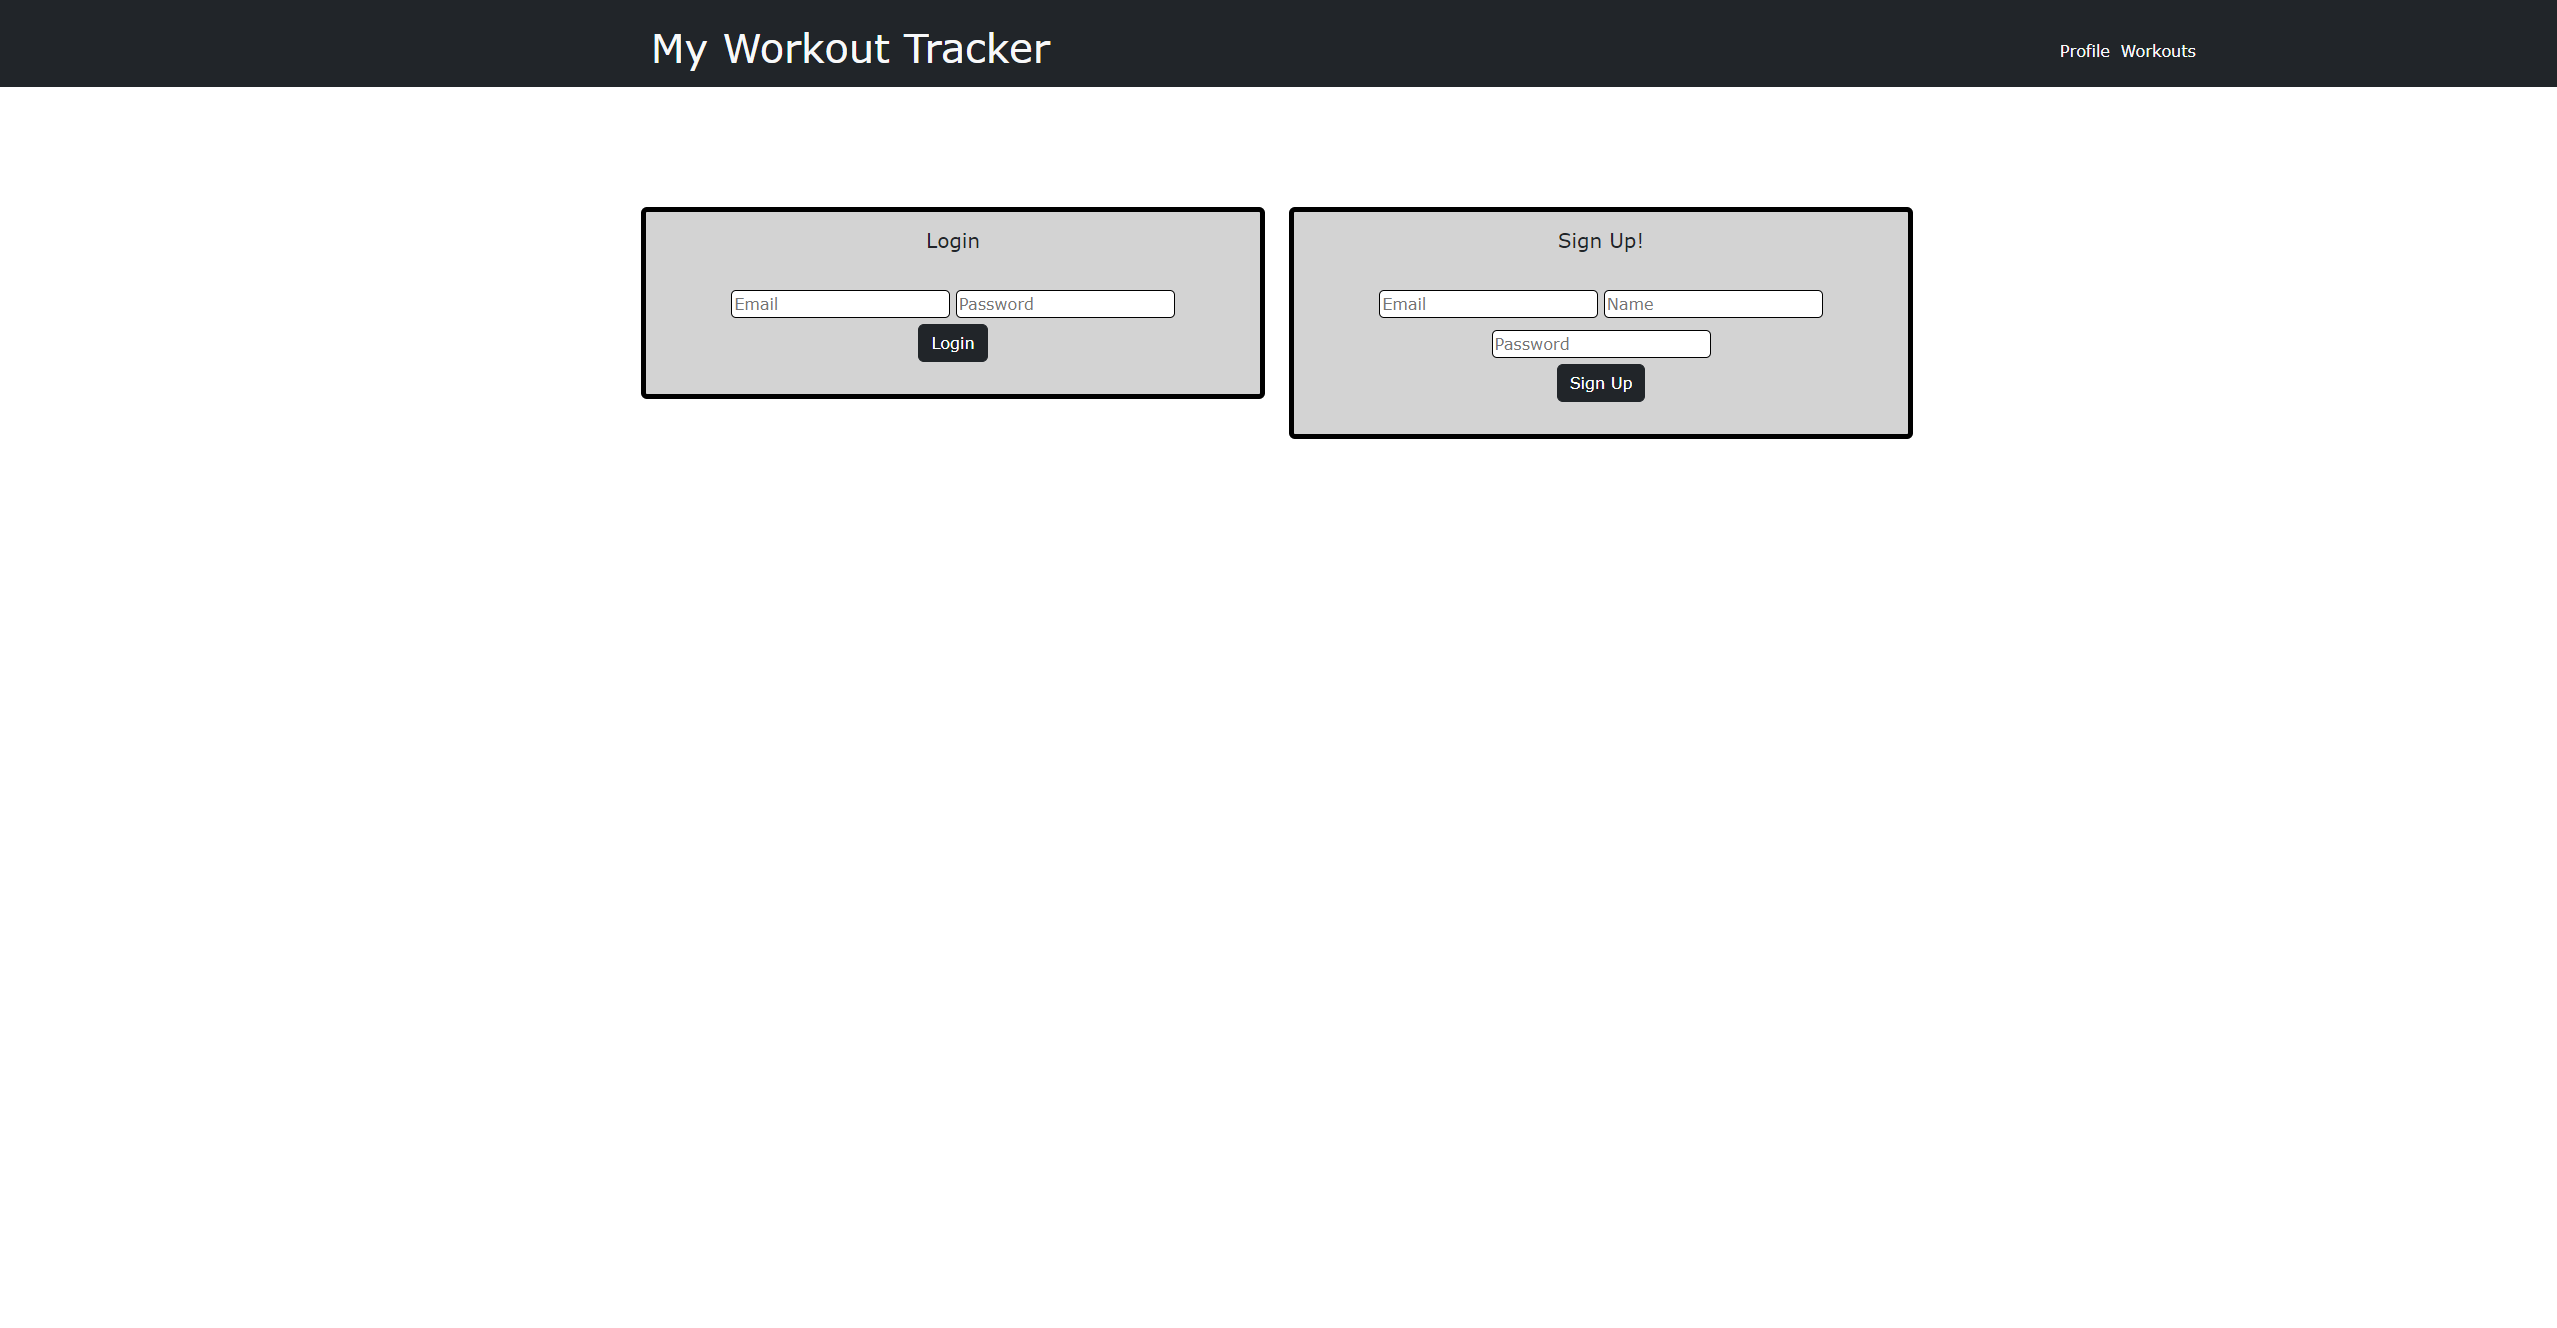 My Workout Tracker
Profile Workouts
Login
Email Password
Login
Sign Up!
Email Name
Password
Sign Up